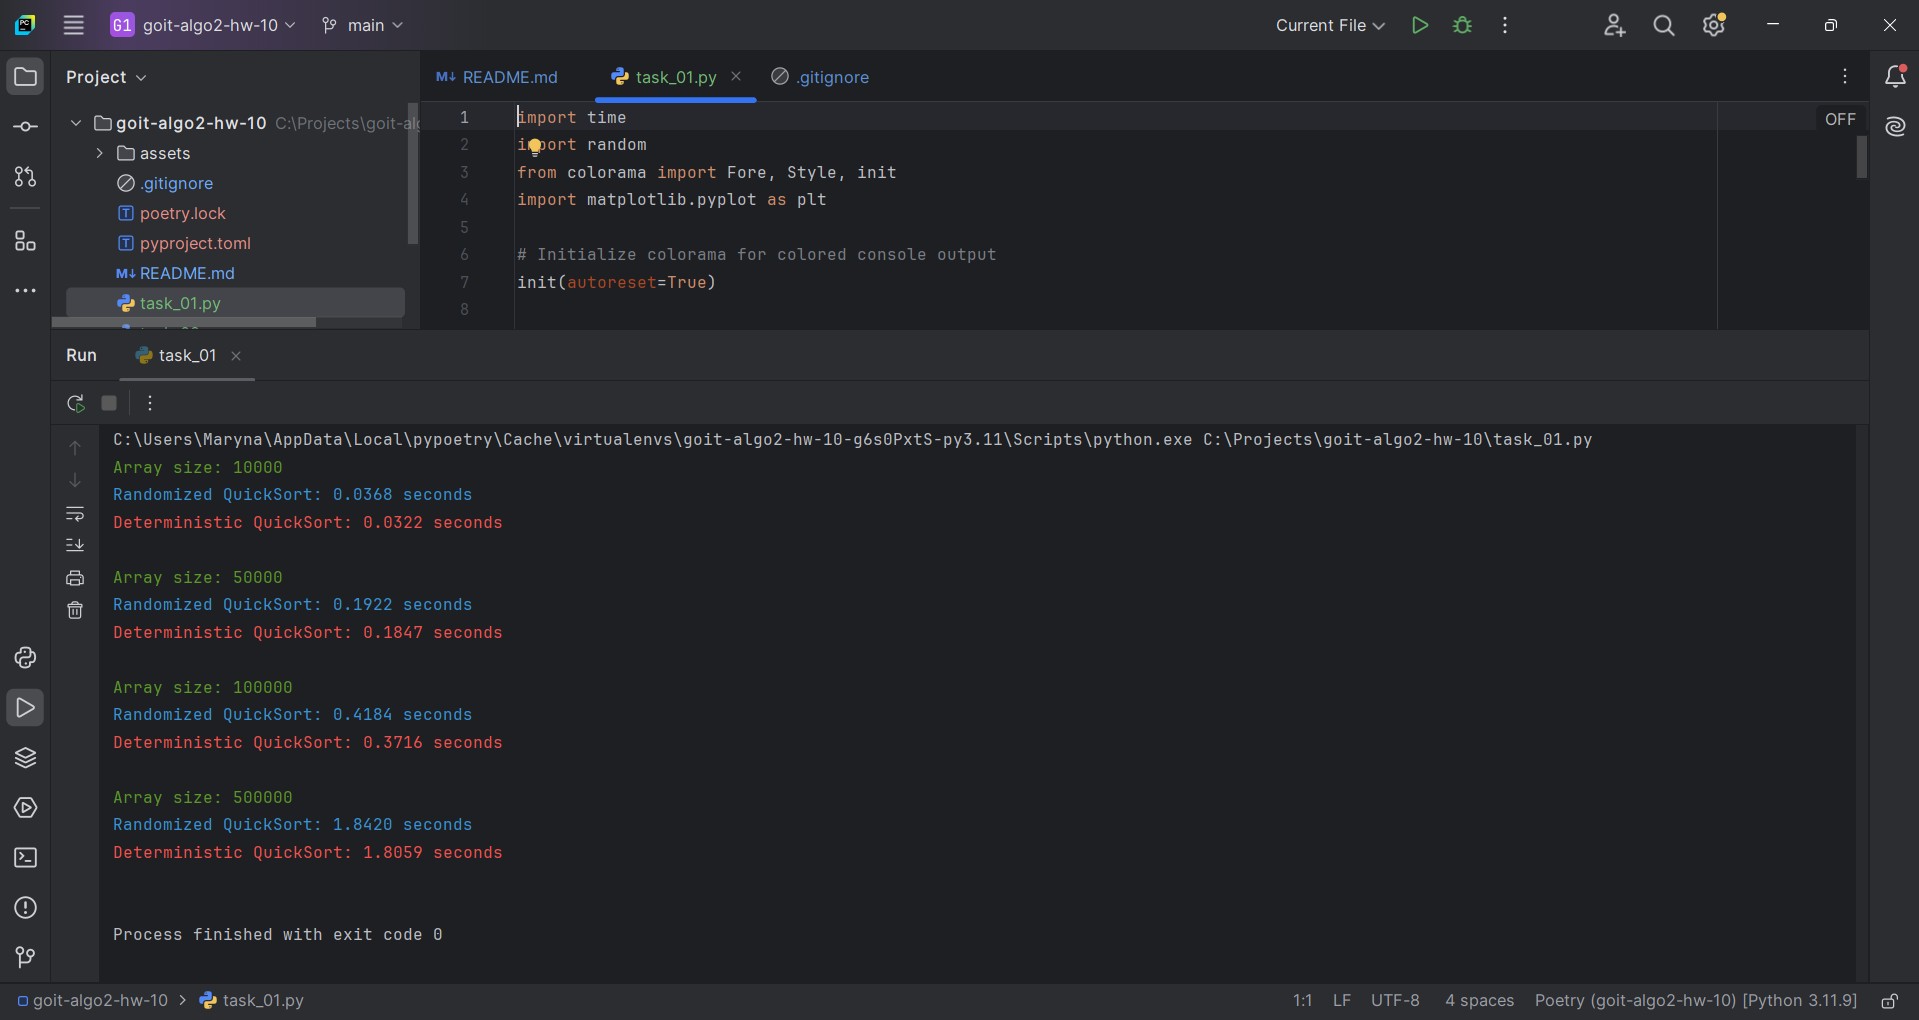 G1 goit-algo2-hw-10 main Current File
Project
README.md task_01.py .gitignore
goit-algo2-hw-10 C:\Projects\goit-alg
assets
.gitignore
poetry.lock
pyproject.toml
README.md
task_01.py
1 import time
2 import random
3 from colorama import Fore, Style, init
4 import matplotlib.pyplot as plt
5
6 # Initialize colorama for colored console output
7 init(autoreset=True)
8
OFF
Run task_01
C:\Users\Maryna\AppData\Local\pypoetry\Cache\virtualenvs\goit-algo2-hw-10-g6s0PxtS-py3.11\Scripts\python.exe C:\Projects\goit-algo2-hw-10\task_01.py
Array size: 10000
Randomized QuickSort: 0.0368 seconds
Deterministic QuickSort: 0.0322 seconds
Array size: 50000
Randomized QuickSort: 0.1922 seconds
Deterministic QuickSort: 0.1847 seconds
Array size: 100000
Randomized QuickSort: 0.4184 seconds
Deterministic QuickSort: 0.3716 seconds
Array size: 500000
Randomized QuickSort: 1.8420 seconds
Deterministic QuickSort: 1.8059 seconds
Process finished with exit code 0
goit-algo2-hw-10 > task_01.py 1:1 LF UTF-8 4 spaces Poetry (goit-algo2-hw-10) [Python 3.11.9]